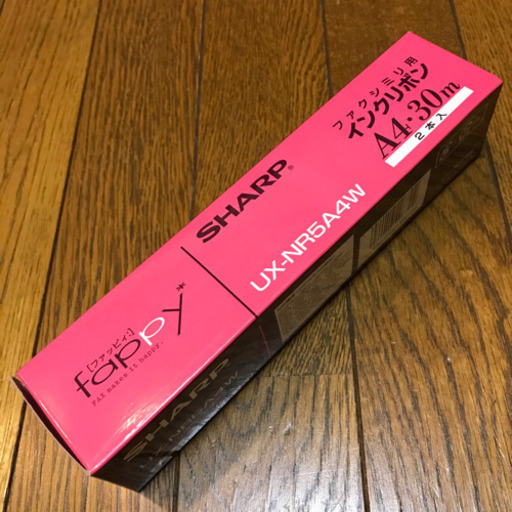 ファクシミリ用
インクリボン
A4・30m
2本入
SHARP®
UX-NR5A4W
[ファッピィ:]
fappy*
FAX makes it happy.
SHARP